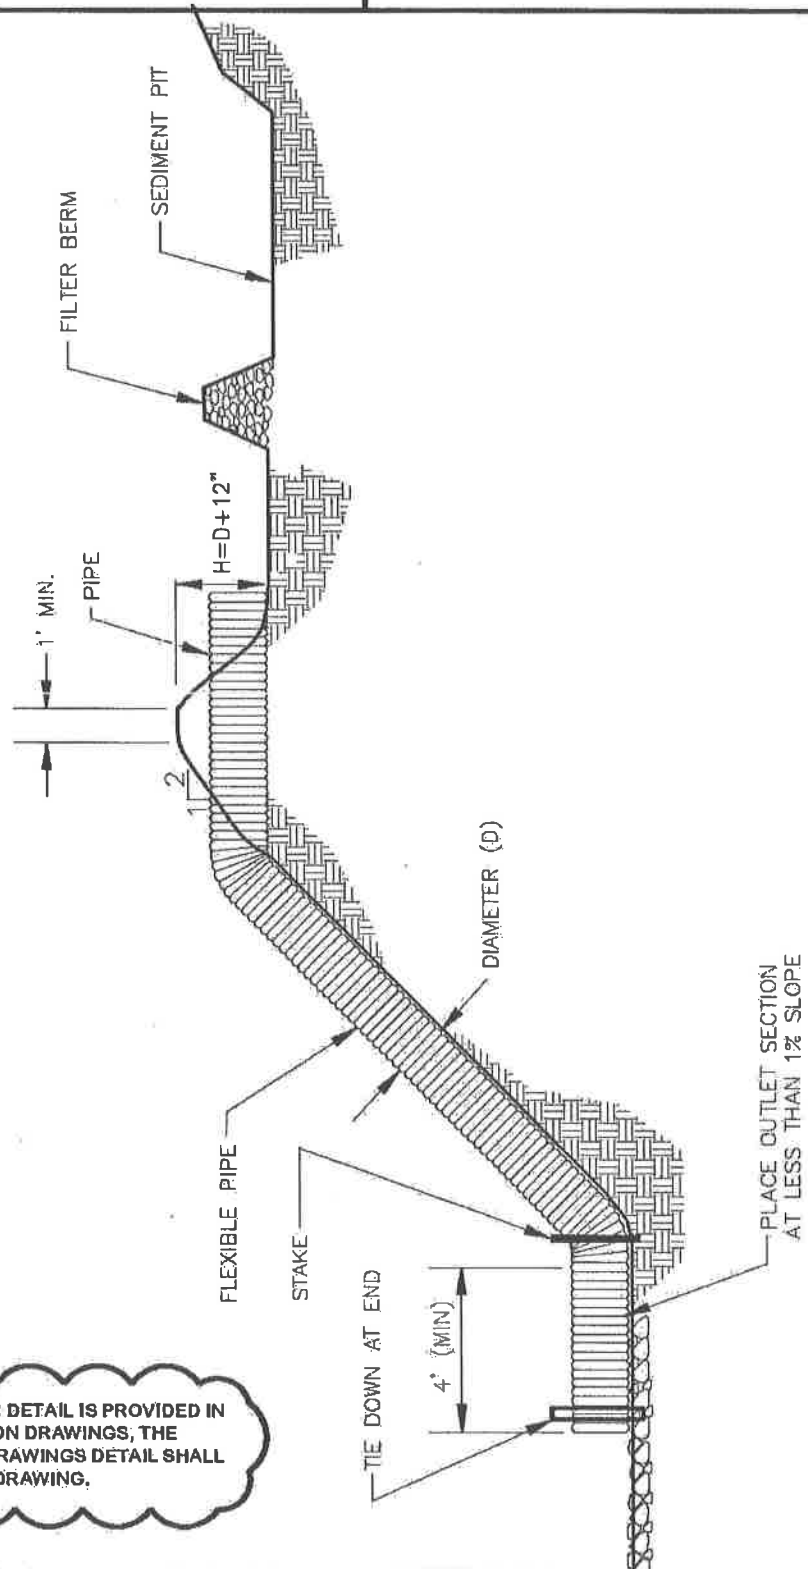 SEDIMENT PIT
FILTER BERM
H=D+12"
PIPE
1' MIN.
2
1
DIAMETER (D)
FLEXIBLE PIPE
STAKE
PLACE OUTLET SECTION
AT LESS THAN 1% SLOPE
4' (MIN)
TIE DOWN AT END
DETAIL IS PROVIDED IN
ON DRAWINGS, THE
DRAWINGS DETAIL SHALL
DRAWING.